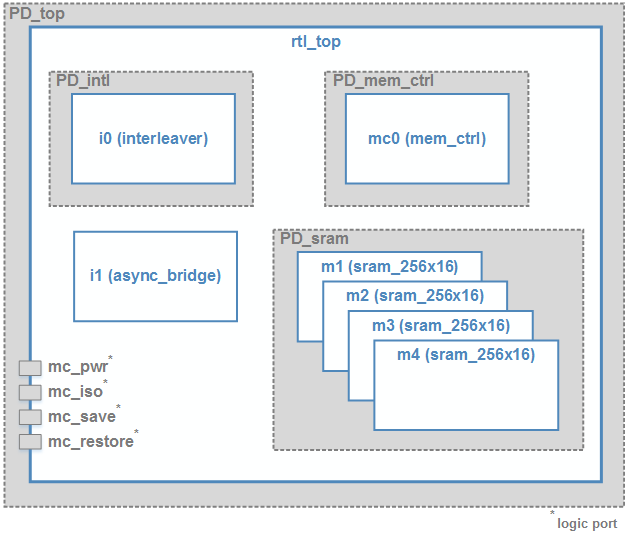 PD_top
rtl_top
PD_intl
i0 (interleaver)
PD_mem_ctrl
mc0 (mem_ctrl)
i1 (async_bridge)
PD_sram
m1 (sram_256x16)
m2 (sram_256x16)
m3 (sram_256x16)
m4 (sram_256x16)
mc_pwr*
mc_iso*
mc_save*
mc_restore*
* logic port